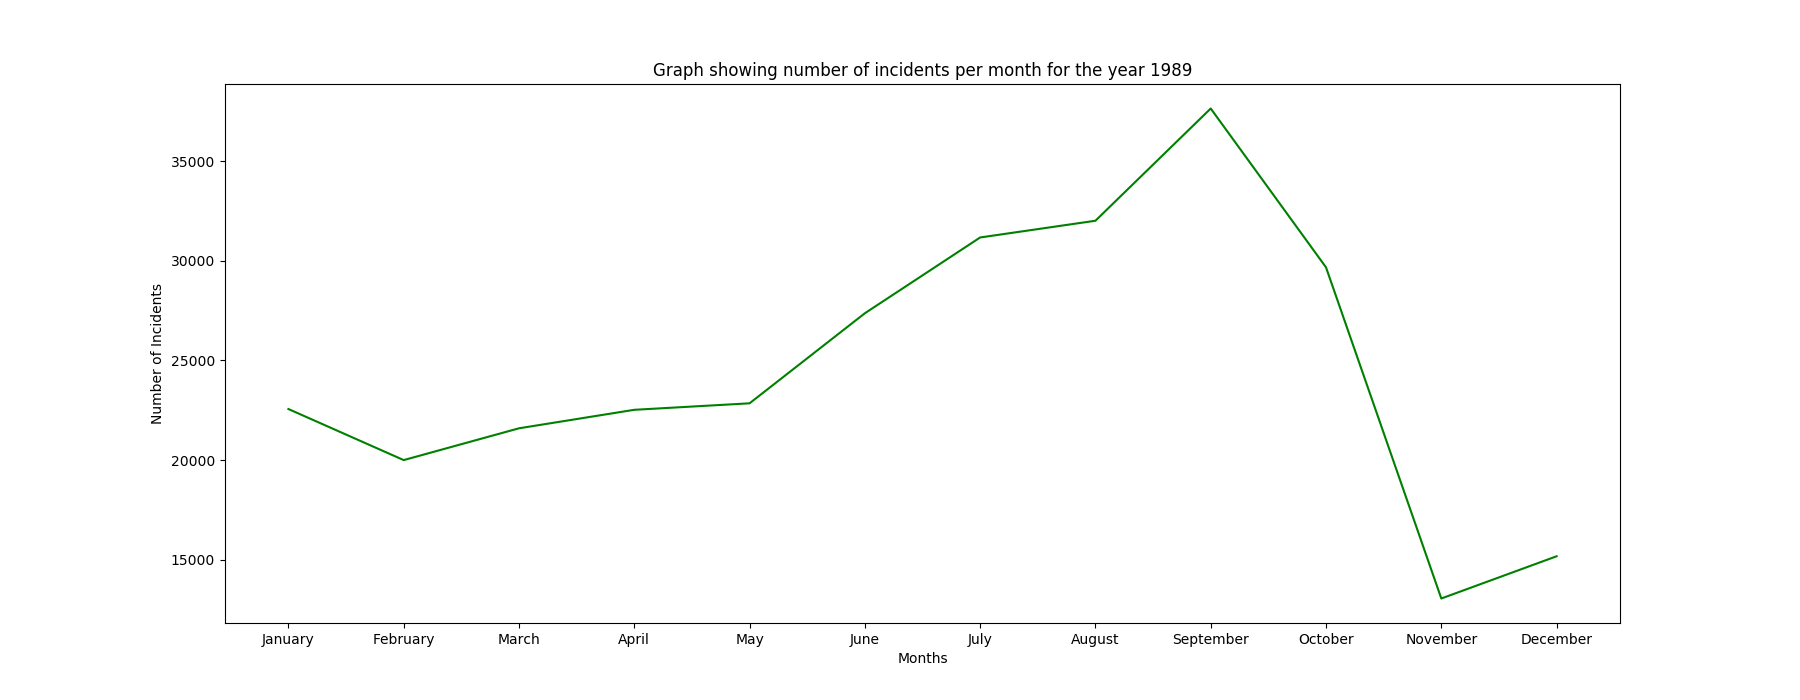 Graph showing number of incidents per month for the year 1989
35000
30000
25000
20000
15000
Number of Incidents
January February March April May June July August September October November December
Months